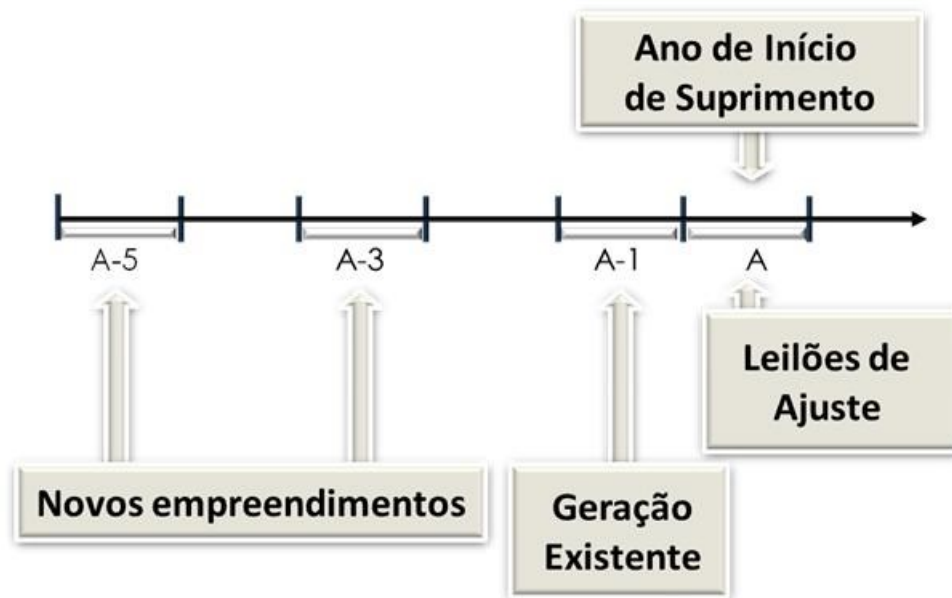 Ano de Início
de Suprimento
A-5
A-3
A-1
A
Leilões de
Ajuste
Novos empreendimentos
Geração
Existente